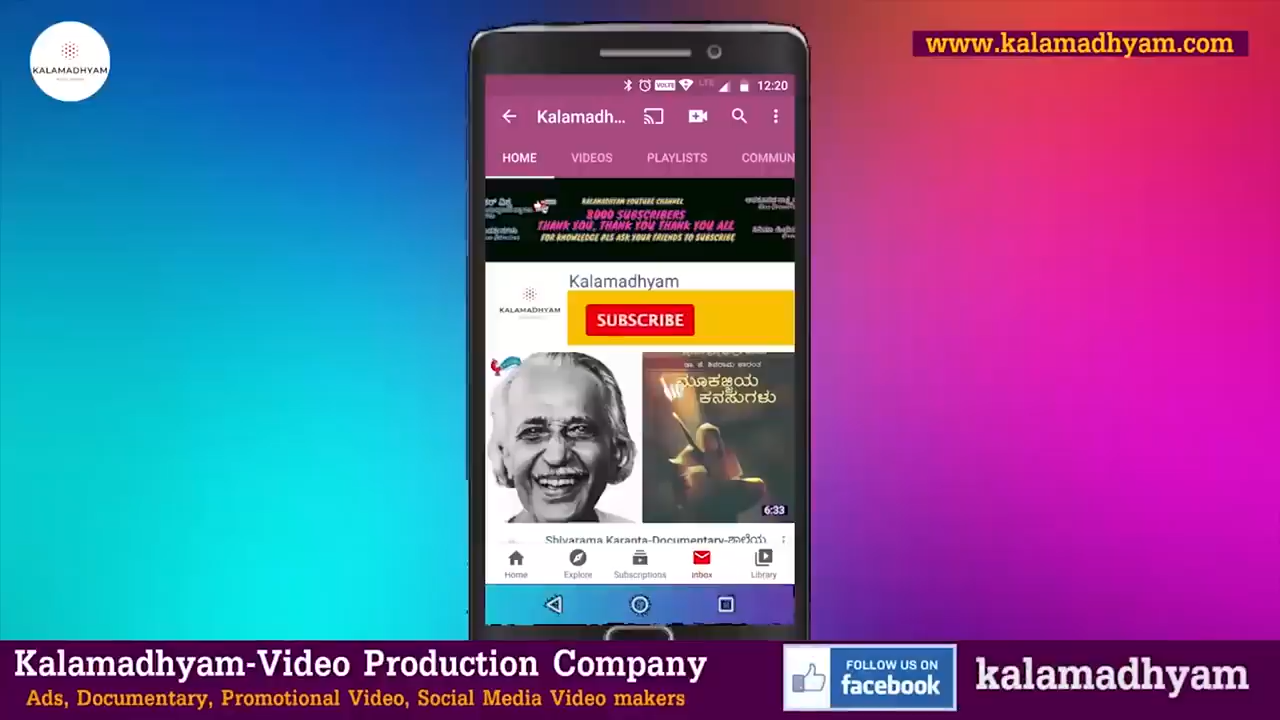 KALAMADHYAM
www.kalamadhyam.com
VOLTE LTE 12:20
Kalamadh...
HOME VIDEOS PLAYLISTS COMMUN
KALAMADHYAM YOUTUBE CHANNEL
8000 SUBSCRIBERS
THANK YOU, THANK YOU THANK YOU ALL
FOR KNOWLEDGE PLS ASK YOUR FRIENDS TO SUBSCRIBE
Kalamadhyam
KALAMADHYAM
SUBSCRIBE
ಡಾ. ಕೆ. ಶಿವರಾಮ ಕಾರಂತ
ಮೂಕಜ್ಜಿಯ
ಕನಸುಗಳು
6:33
Shivarama Karanta-Documentary-ಶಾಲೆಯ
Home Explore Subscriptions Inbox Library
Kalamadhyam-Video Production Company
Ads, Documentary, Promotional Video, Social Media Video makers
FOLLOW US ON
facebook
kalamadhyam